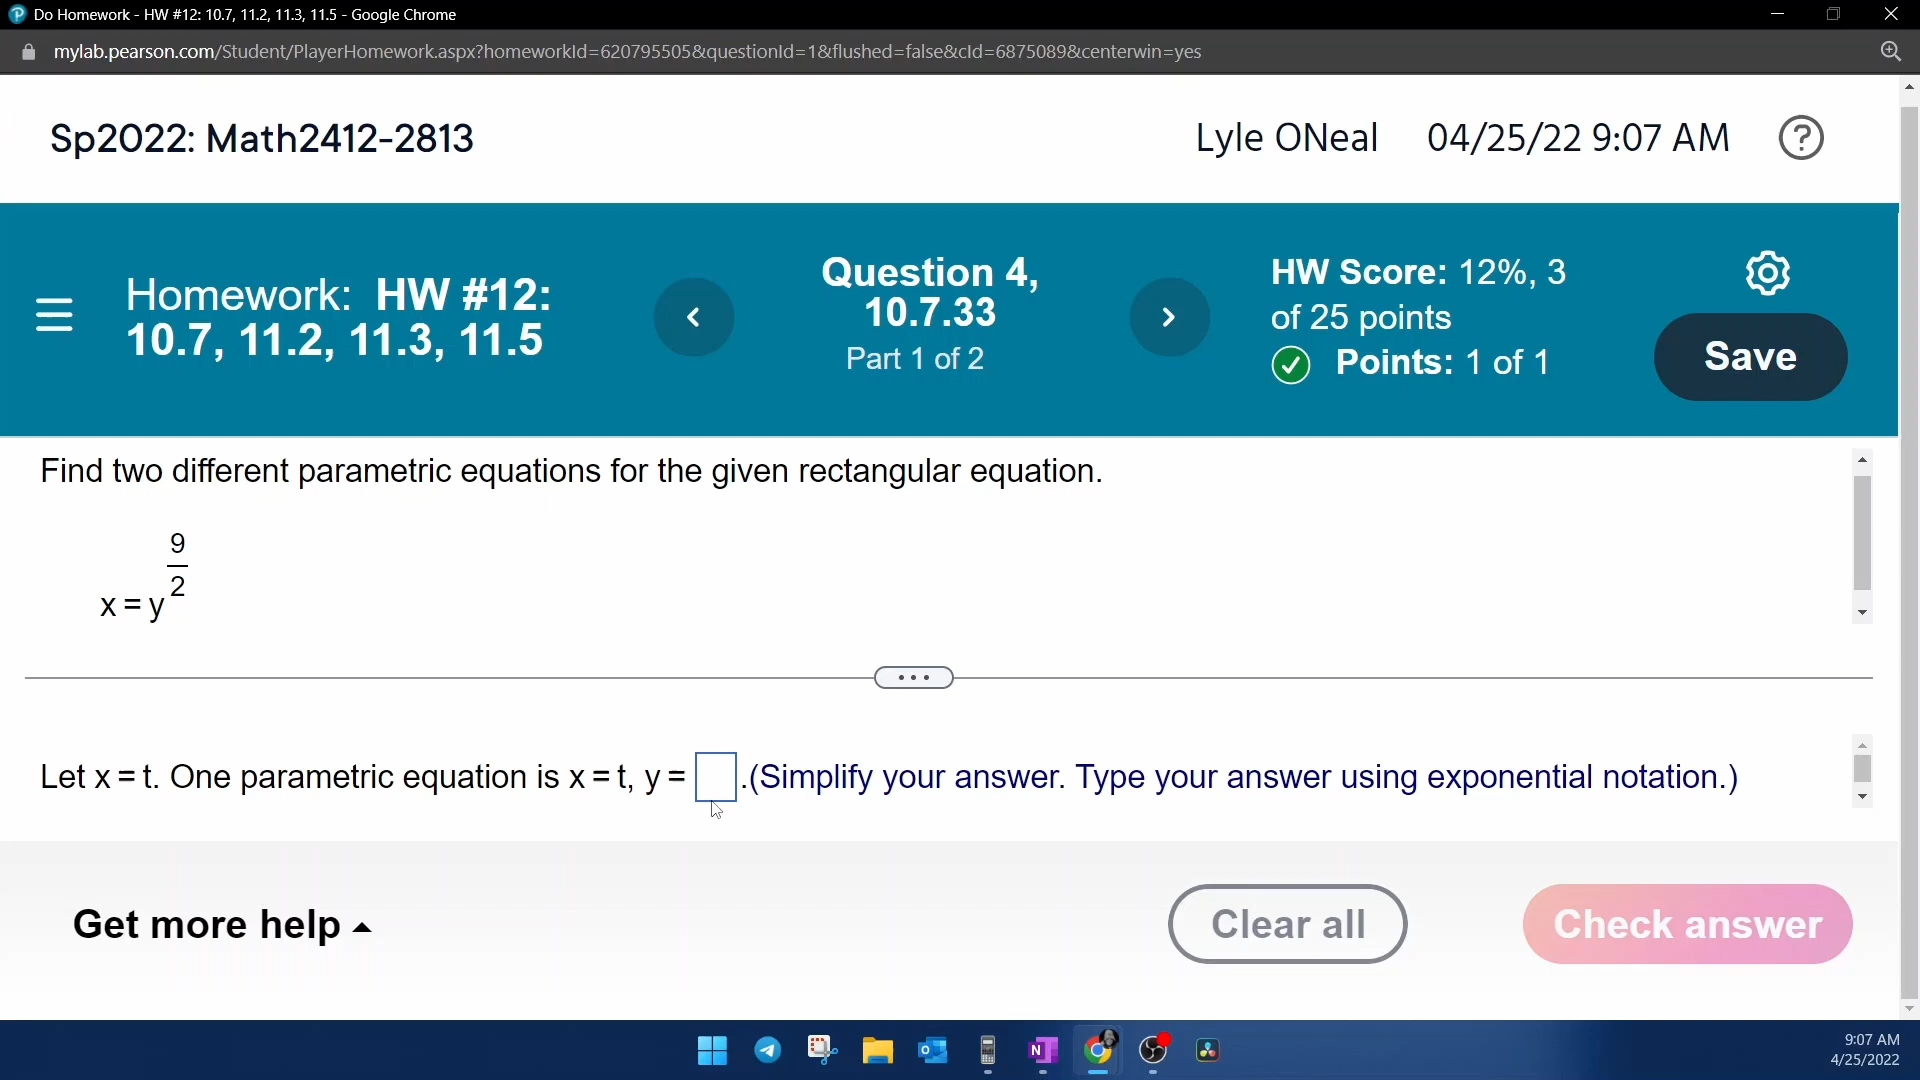 Do Homework - HW #12: 10.7, 11.2, 11.3, 11.5 - Google Chrome
mylab.pearson.com/Student/PlayerHomework.aspx?homeworkId=620795505&questionId=1&flushed=false&cId=6875089&centerwin=yes
Sp2022: Math2412-2813
Lyle ONeal 04/25/22 9:07 AM
Homework: HW #12:
10.7, 11.2, 11.3, 11.5
Question 4,
10.7.33
Part 1 of 2
HW Score: 12%, 3
of 25 points
Points: 1 of 1
Save
Find two different parametric equations for the given rectangular equation.
9
2
x = y
Let x = t. One parametric equation is x = t, y = .(Simplify your answer. Type your answer using exponential notation.)
Get more help
Clear all
Check answer
9:07 AM
4/25/2022